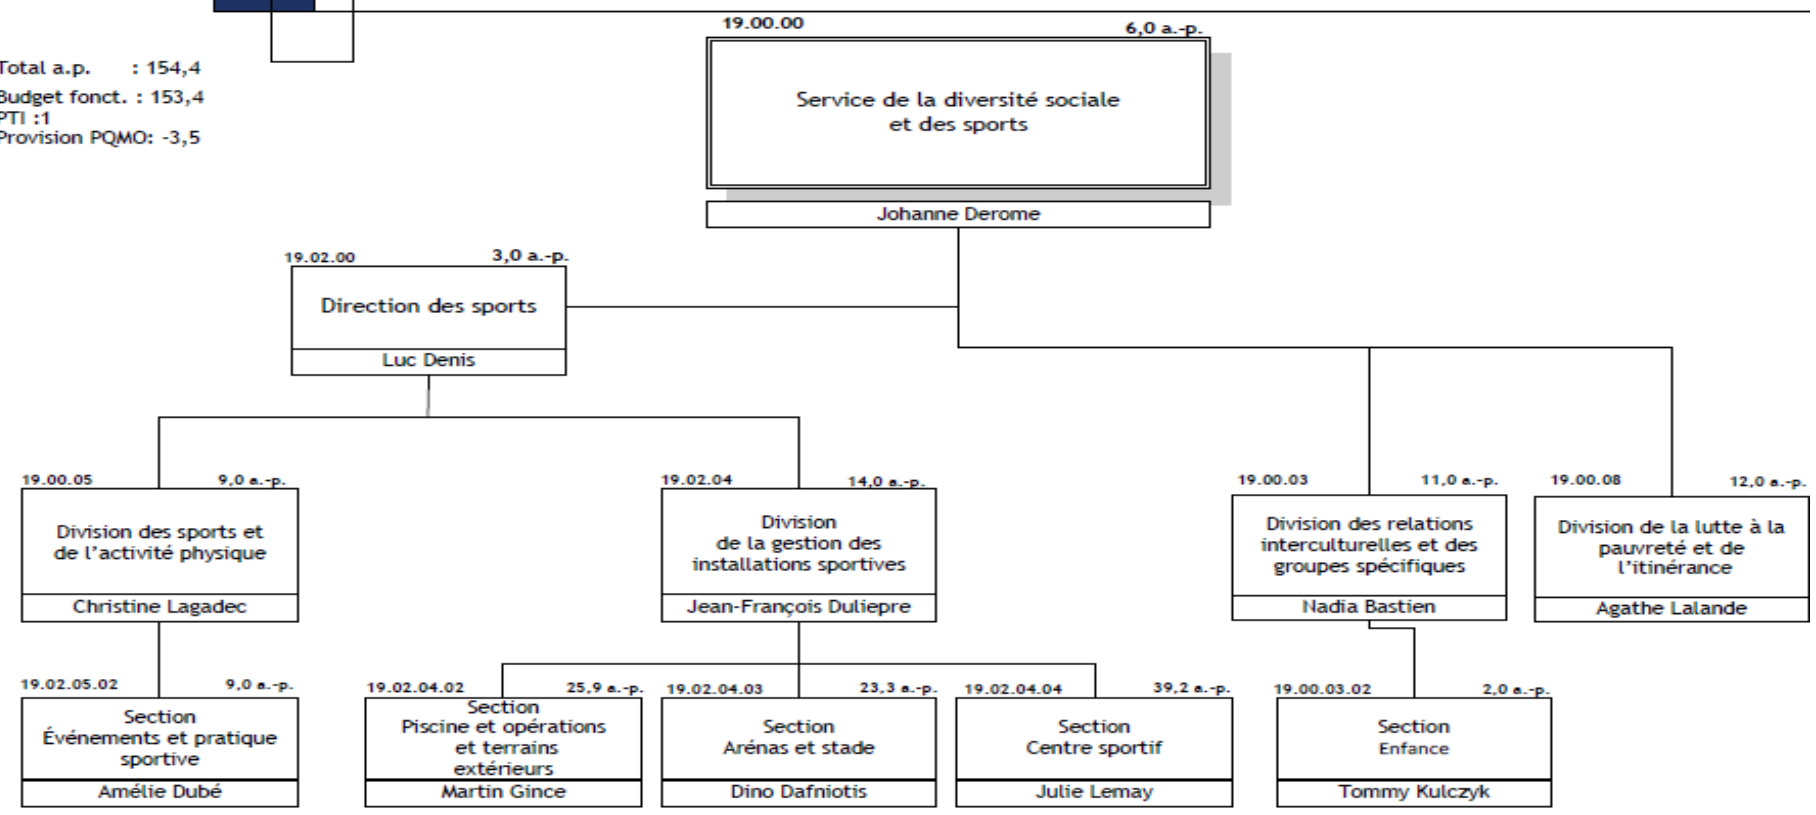 19.00.00
6,0 a.-p.
Total a.p. : 154,4
Budget fonct. : 153,4
PTI :1
Provision PQMO: -3,5
Service de la diversité sociale
et des sports
Johanne Derome
19.02.00
3,0 a.-p.
Direction des sports
Luc Denis
19.00.05
9,0 a.-p.
Division des sports et
de l'activité physique
Christine Lagadec
19.02.04
14,0 a.-p.
Division
de la gestion des
installations sportives
Jean-François Duliepre
19.00.03
11,0 a.-p.
Division des relations
interculturelles et des
groupes spécifiques
Nadia Bastien
19.00.08
12,0 a.-p.
Division de la lutte à la
pauvreté et de
l'itinérance
Agathe Lalande
19.02.05.02
9,0 a.-p.
Section
Événements et pratique
sportive
Amélie Dubé
19.02.04.02
25,9 a.-p.
Section
Piscine et opérations
et terrains
extérieurs
Martin Gince
19.02.04.03
23,3 a.-p.
Section
Arénas et stade
Dino Dafniotis
19.02.04.04
39,2 a.-p.
Section
Centre sportif
Julie Lemay
19.00.03.02
2,0 a.-p.
Section
Enfance
Tommy Kulczyk